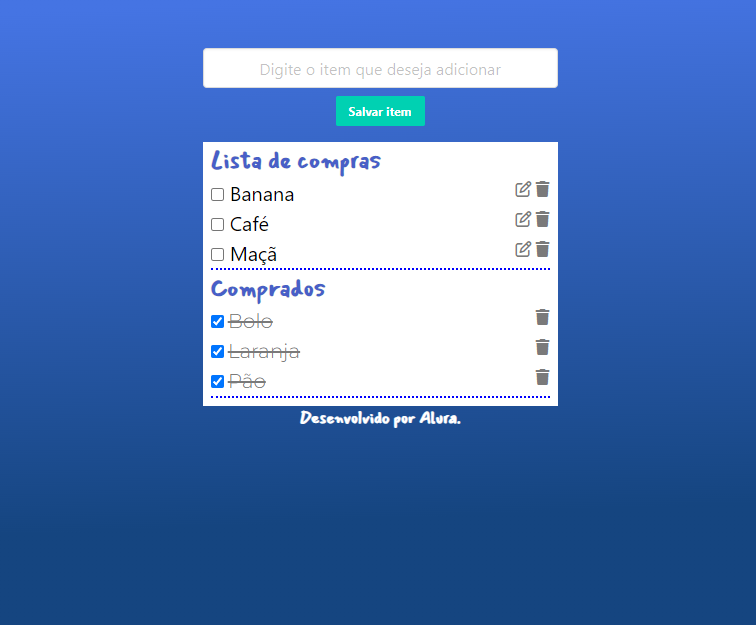 Digite o item que deseja adicionar
Salvar item
Lista de compras
Banana
Café
Maçã
Comprados
Bolo
Laranja
Pão
Desenvolvido por Alura.